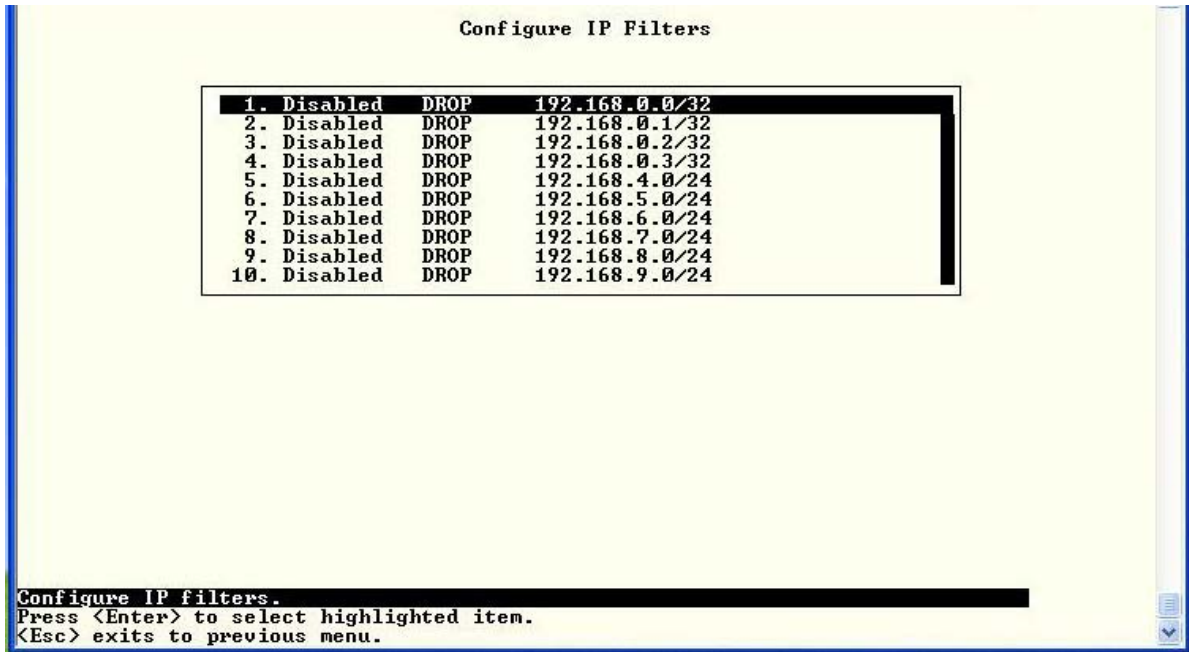 Configure IP Filters
1. Disabled DROP 192.168.0.0/32
2. Disabled DROP 192.168.0.1/32
3. Disabled DROP 192.168.0.2/32
4. Disabled DROP 192.168.0.3/32
5. Disabled DROP 192.168.4.0/24
6. Disabled DROP 192.168.5.0/24
7. Disabled DROP 192.168.6.0/24
8. Disabled DROP 192.168.7.0/24
9. Disabled DROP 192.168.8.0/24
10. Disabled DROP 192.168.9.0/24
Configure IP filters.
Press <Enter> to select highlighted item.
<Esc> exits to previous menu.